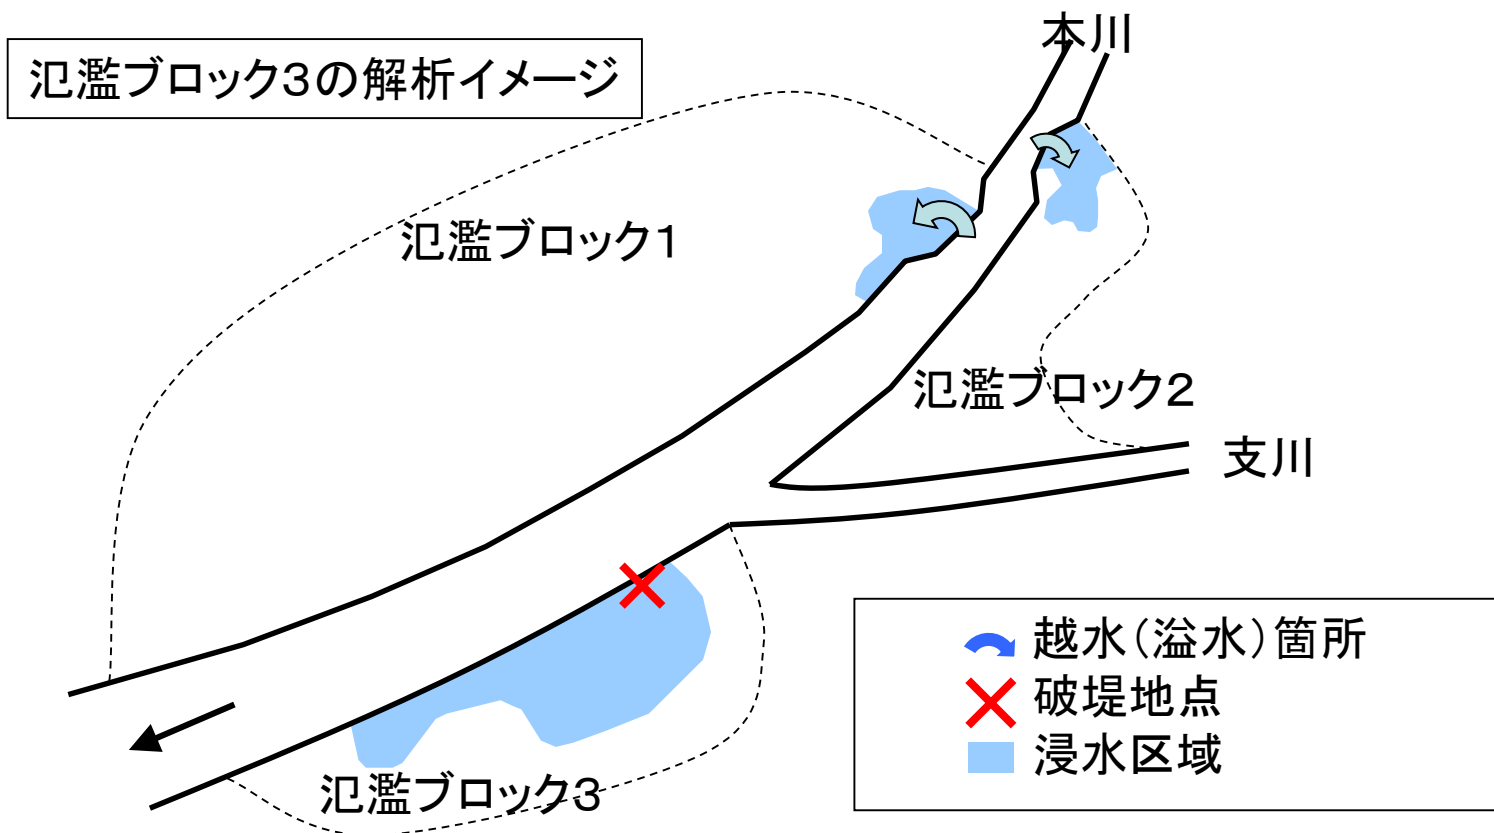 本川
氾濫ブロック3の解析イメージ
氾濫ブロック1
氾濫ブロック2
支川
越水(溢水)箇所
破堤地点
浸水区域
氾濫ブロック3